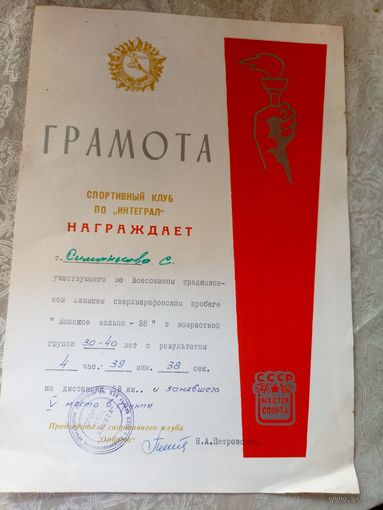 ГРАМОТА
СПОРТИВНЫЙ КЛУБ
ПО „ИНТЕГРАЛ"
НАГРАЖДАЕТ
т. Симанькова С.
участвующего во Всесоюзном традицион-
ном малинем сверхмарафонском пробеге
"Минское кольцо - 88" в возрастной
группе 30-40 лет с результатом
4 час. 39 мин. 38 сек.
на дистанции 58 км. и занявшего
V место в группе
Председатель спортивного клуба
Н.А.Петровская
СССР
МАСТЕР
СПОРТА